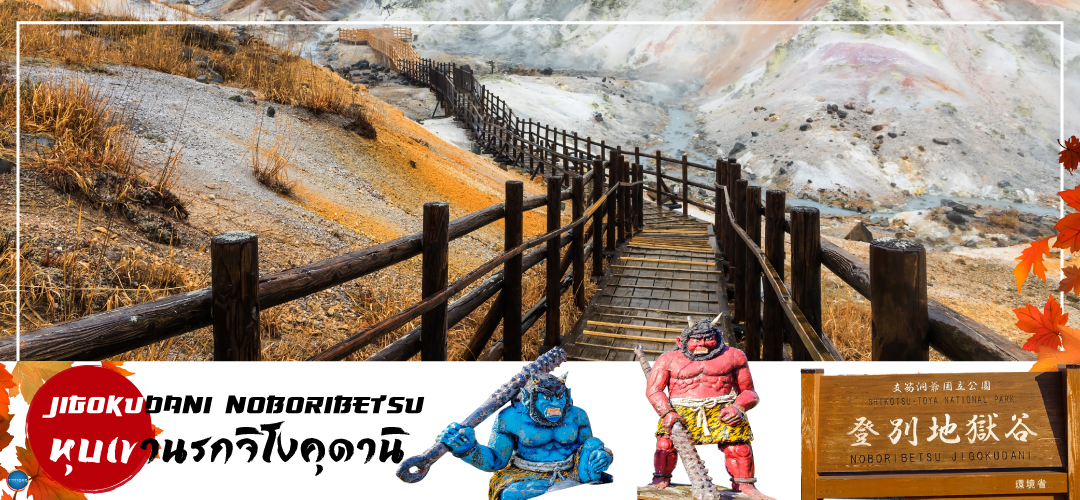 JIGOKUDANI NOBORIBETSU
หุบเขานรกจิโงคุดานิ
支笏洞爺国立公園
SHIKOTSU-TOYA NATIONAL PARK
登別地獄谷
NOBORIBETSU JIGOKUDANI
環境省